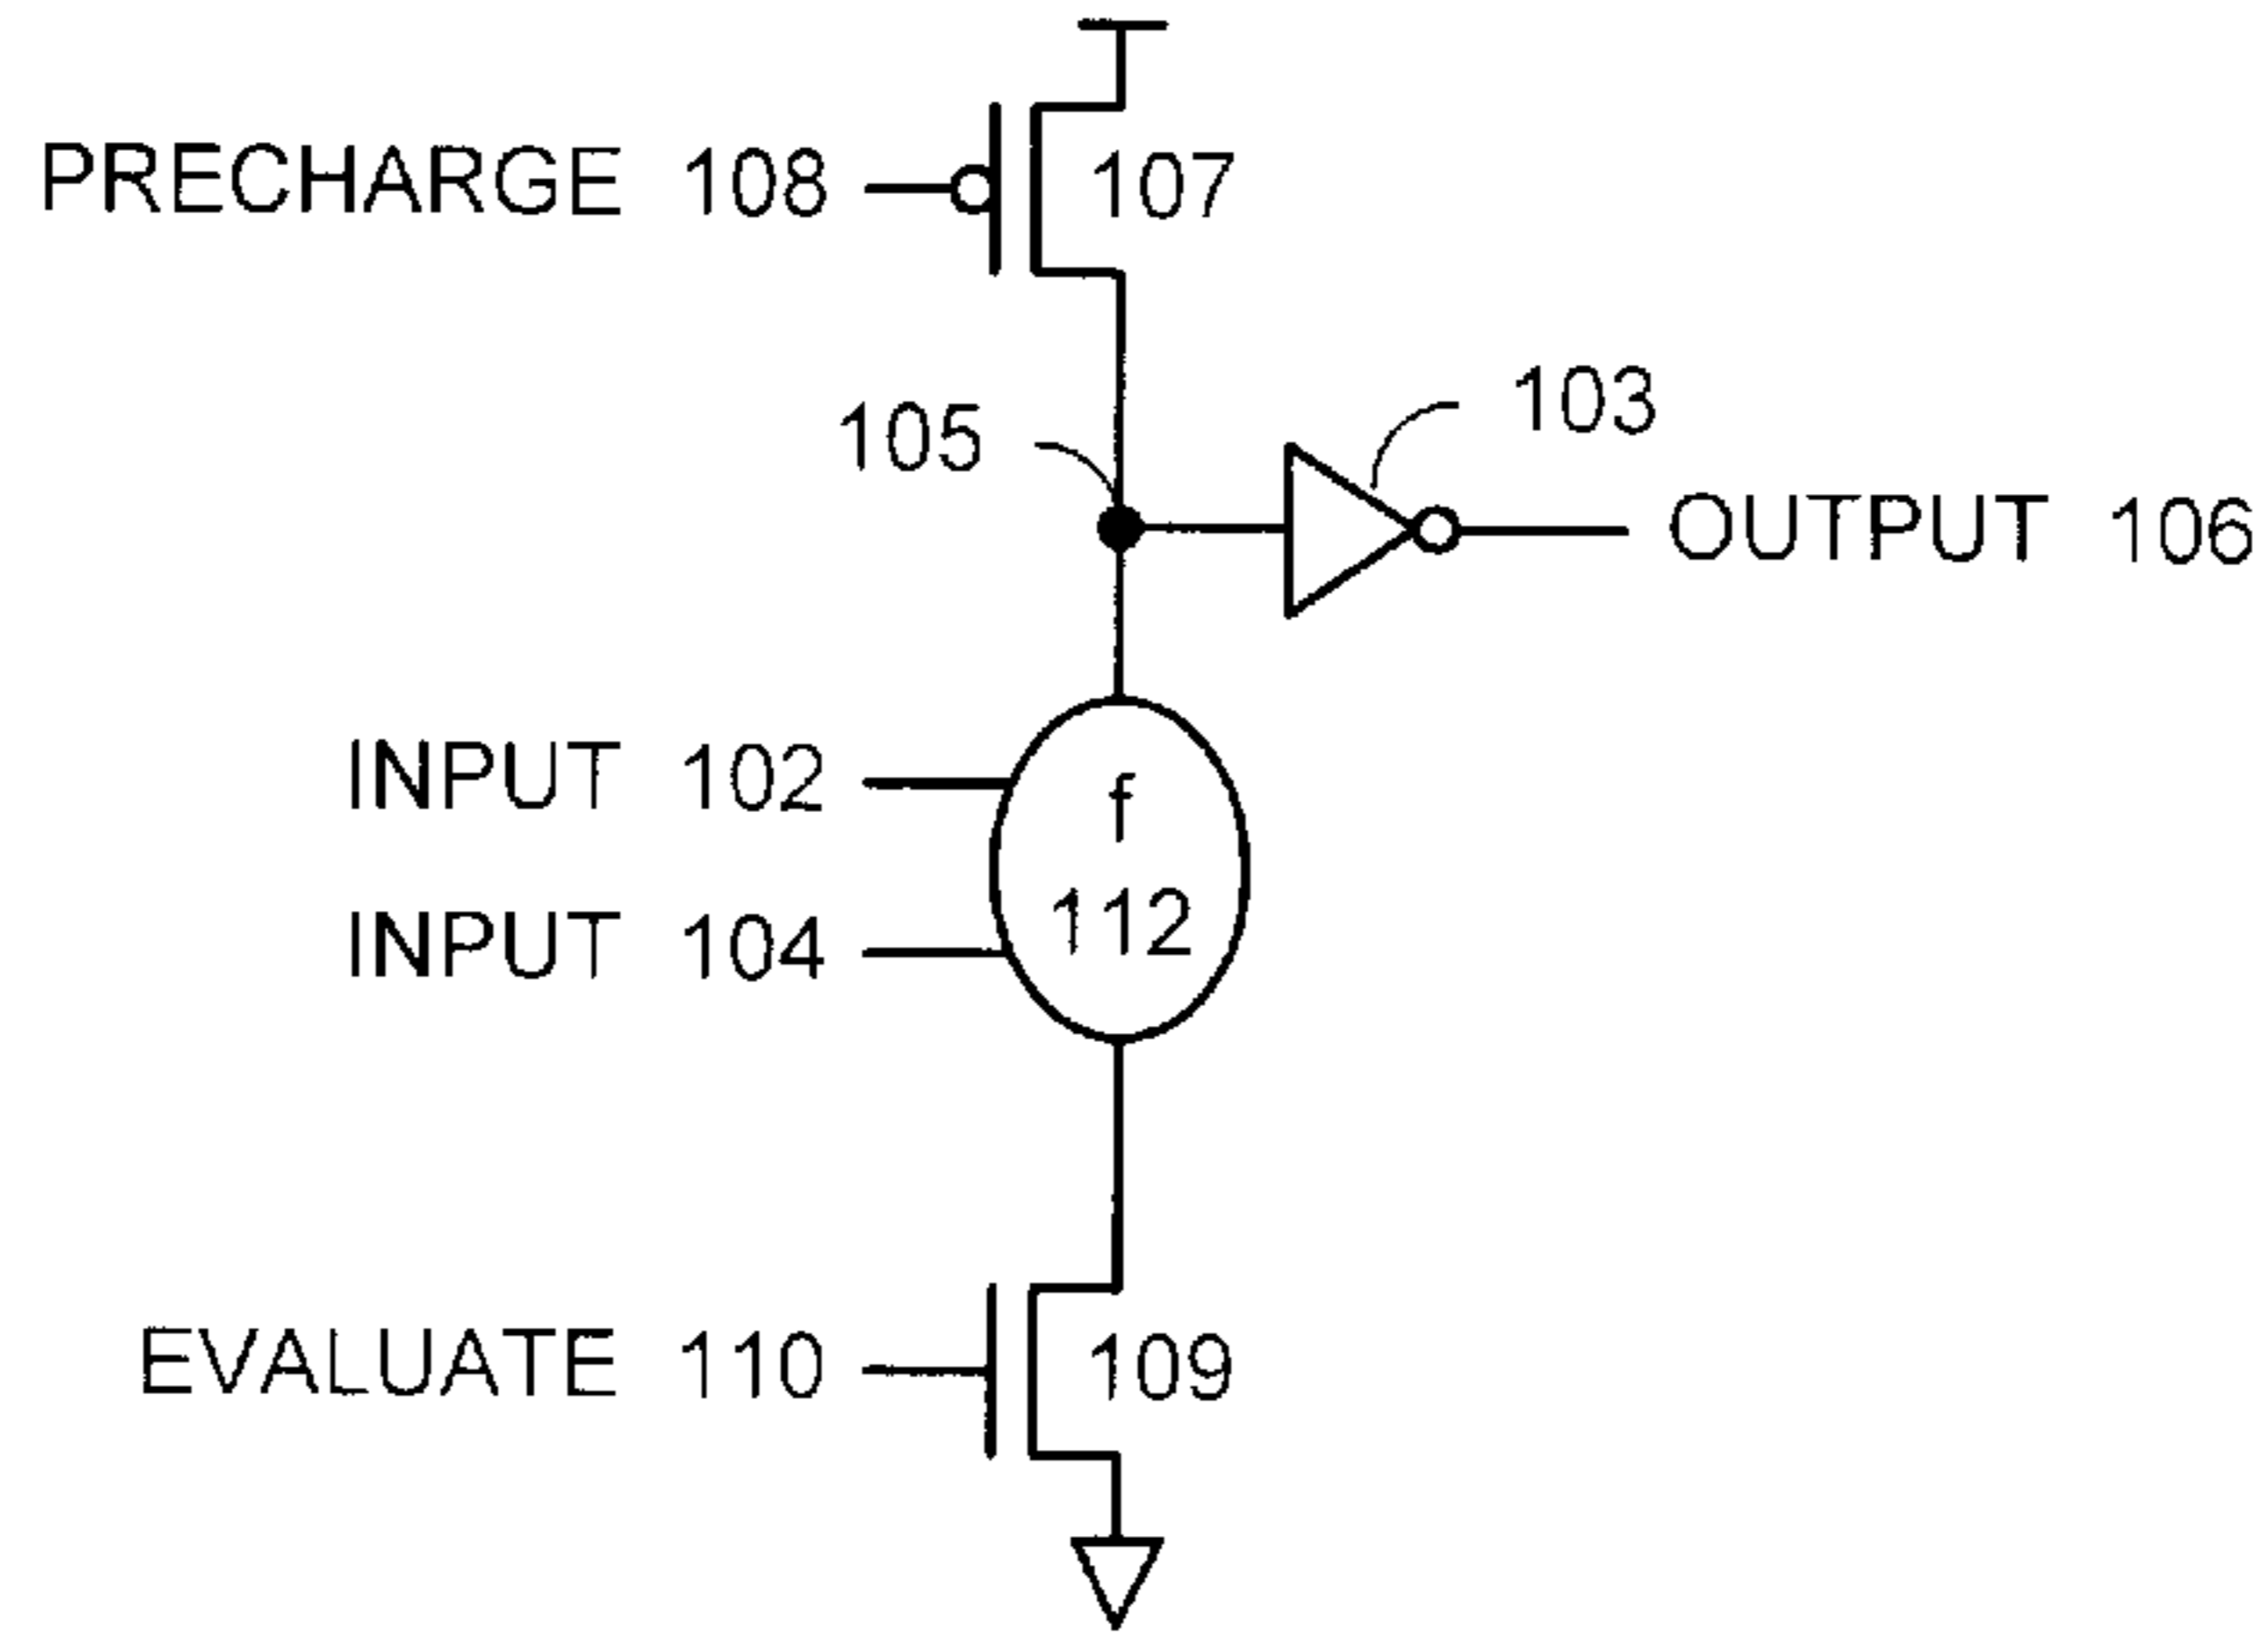 PRECHARGE 108
107
105
103
OUTPUT 106
INPUT 102
f
112
INPUT 104
EVALUATE 110
109